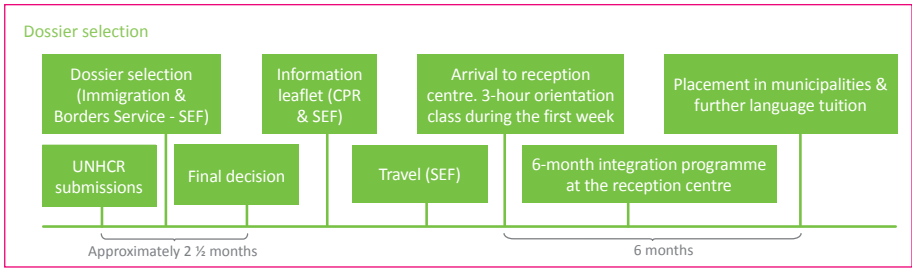 Dossier selection
Dossier selection
(Immigration &
Borders Service - SEF)
Information
leaflet (CPR
& SEF)
Arrival to reception
centre. 3-hour orientation
class during the first week
Placement in municipalities &
further language tuition
UNHCR
submissions
Final decision
Travel (SEF)
6-month integration programme
at the reception centre
Approximately 2 ½ months
6 months